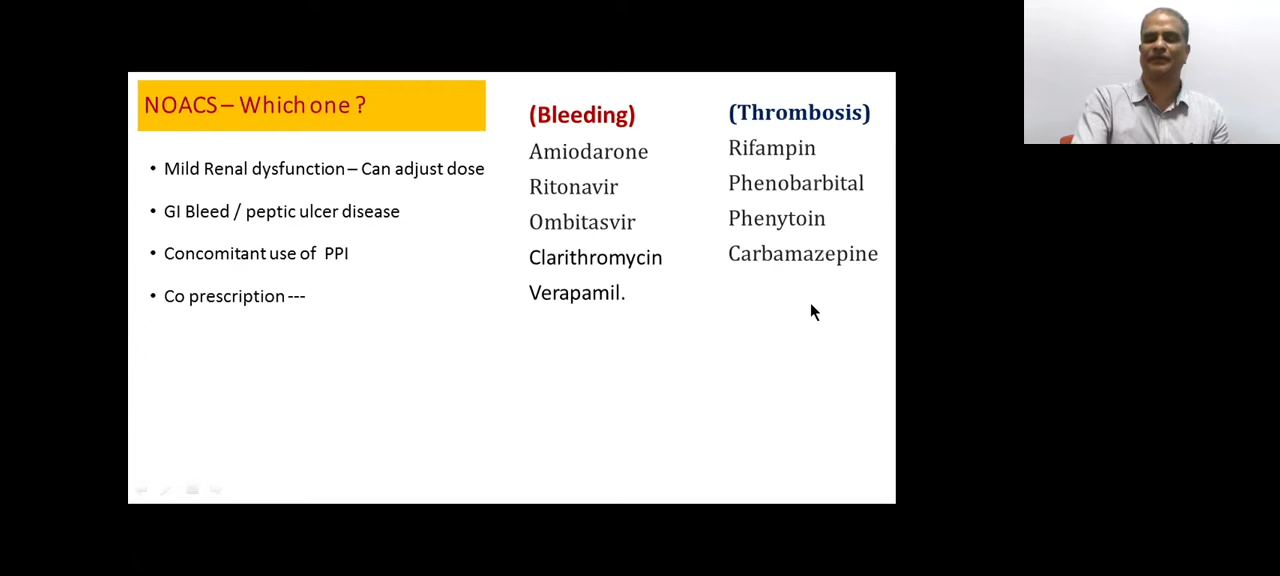 NOACS – Which one ?
• Mild Renal dysfunction – Can adjust dose
• GI Bleed / peptic ulcer disease
• Concomitant use of PPI
• Co prescription ---
(Bleeding)
Amiodarone
Ritonavir
Ombitasvir
Clarithromycin
Verapamil.
(Thrombosis)
Rifampin
Phenobarbital
Phenytoin
Carbamazepine